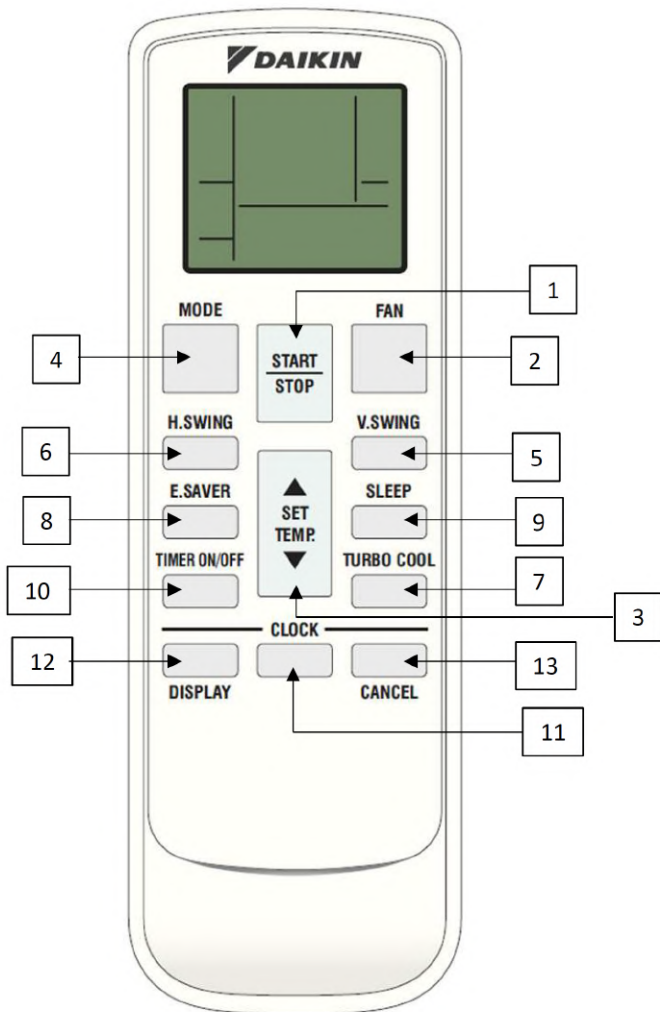 DAIKIN
1
MODE
FAN
4
START
STOP
2
H.SWING
V.SWING
6
5
E.SAVER
▲
SLEEP
8
SET
TEMP.
9
TIMER ON/OFF
▼
TURBO COOL
10
7
3
CLOCK
12
13
DISPLAY
CANCEL
11